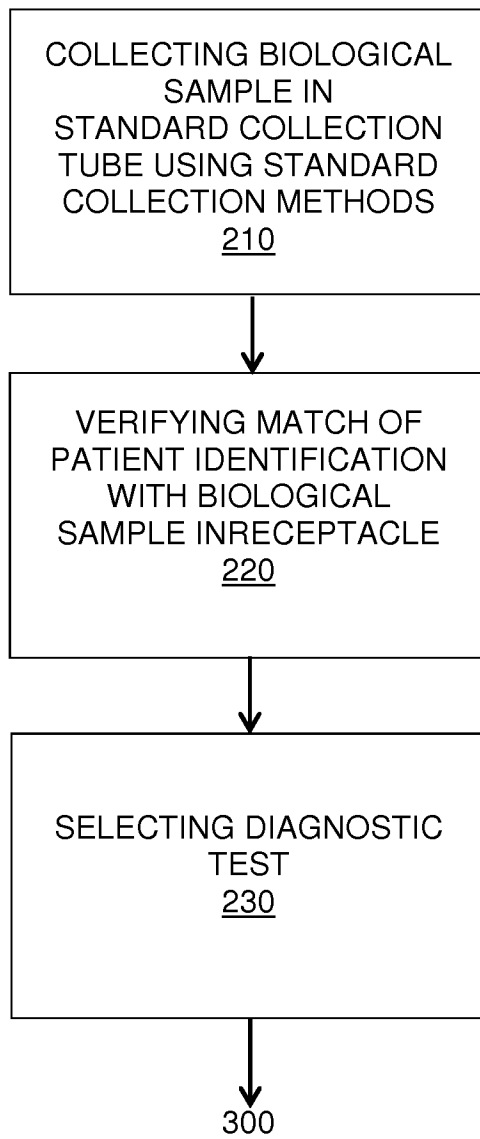 COLLECTING BIOLOGICAL
SAMPLE IN
STANDARD COLLECTION
TUBE USING STANDARD
COLLECTION METHODS
210
VERIFYING MATCH OF
PATIENT IDENTIFICATION
WITH BIOLOGICAL
SAMPLE INRECEPTACLE
220
SELECTING DIAGNOSTIC
TEST
230
300